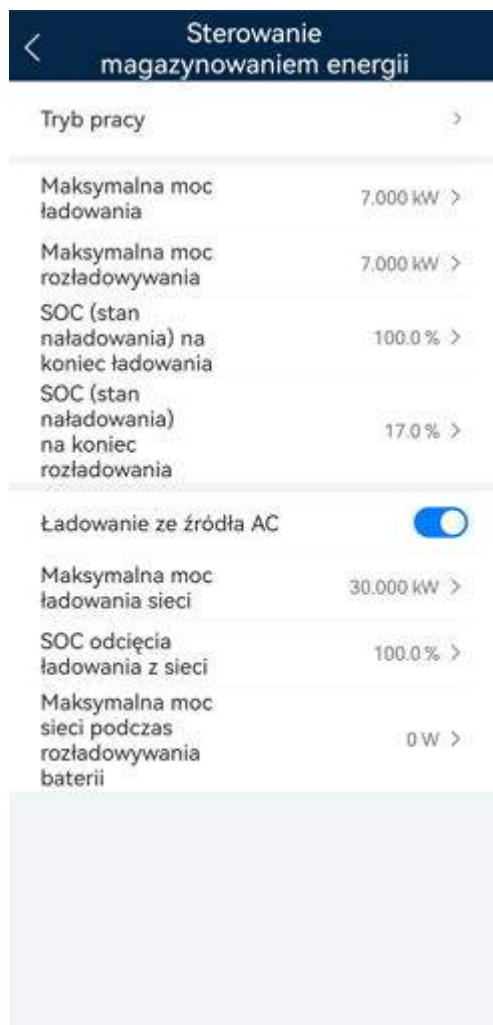 Sterowanie
magazynowaniem energii
Tryb pracy
Maksymalna moc
ładowania
7.000 kW
Maksymalna moc
rozładowywania
7.000 kW
SOC (stan
naładowania) na
koniec ładowania
100.0 %
SOC (stan
naładowania)
na koniec
rozładowania
17.0 %
Ładowanie ze źródła AC
Maksymalna moc
ładowania sieci
30.000 kW
SOC odcięcia
ładowania z sieci
100.0 %
Maksymalna moc
sieci podczas
rozładowywania
baterii
0 W